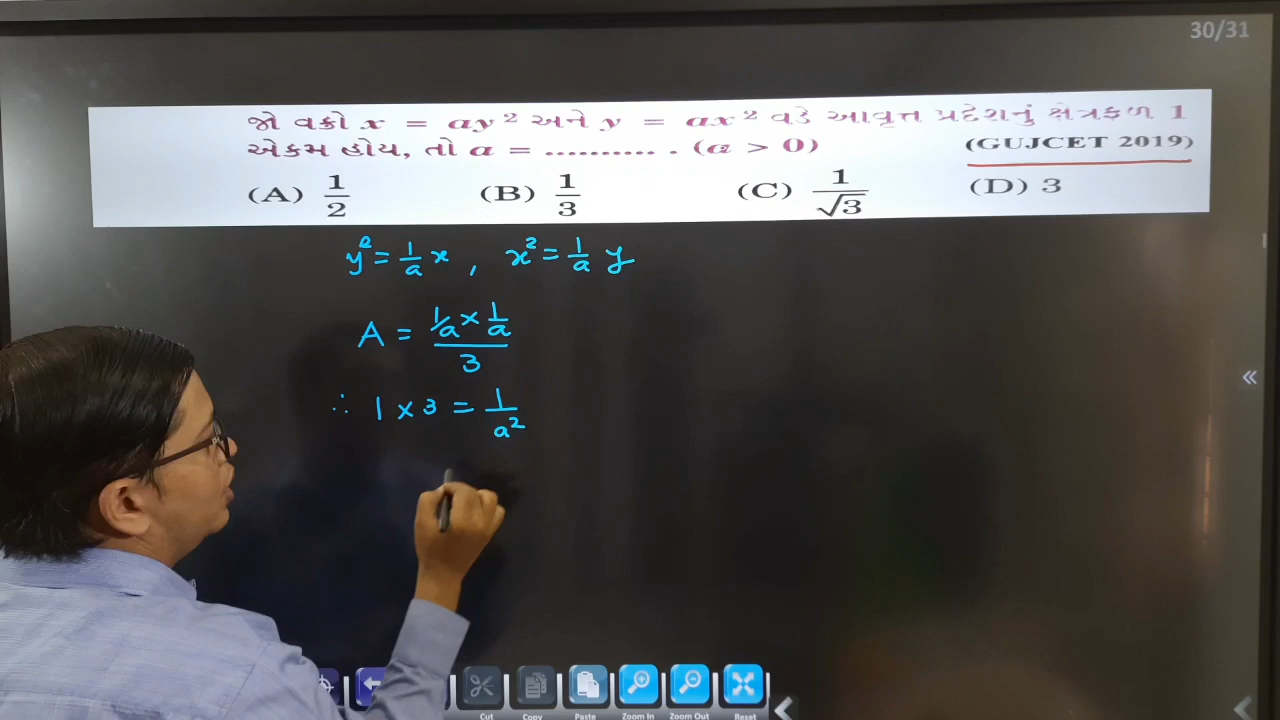 30/31
જો વક્રો x = ay² અને y = ax² વડે આવૃત્ત પ્રદેશનું ક્ષેત્રફળ 1
એકમ હોય, તો a = .......... . (a > 0) (GUJCET 2019)
(A) 1/2 (B) 1/3 (C) 1/√3 (D) 3
y² = 1/a x , x² = 1/a y
A = (1/a × 1/a)/3
∴ 1 × 3 = 1/a²
«
Cut Copy Paste Zoom In Zoom Out Reset